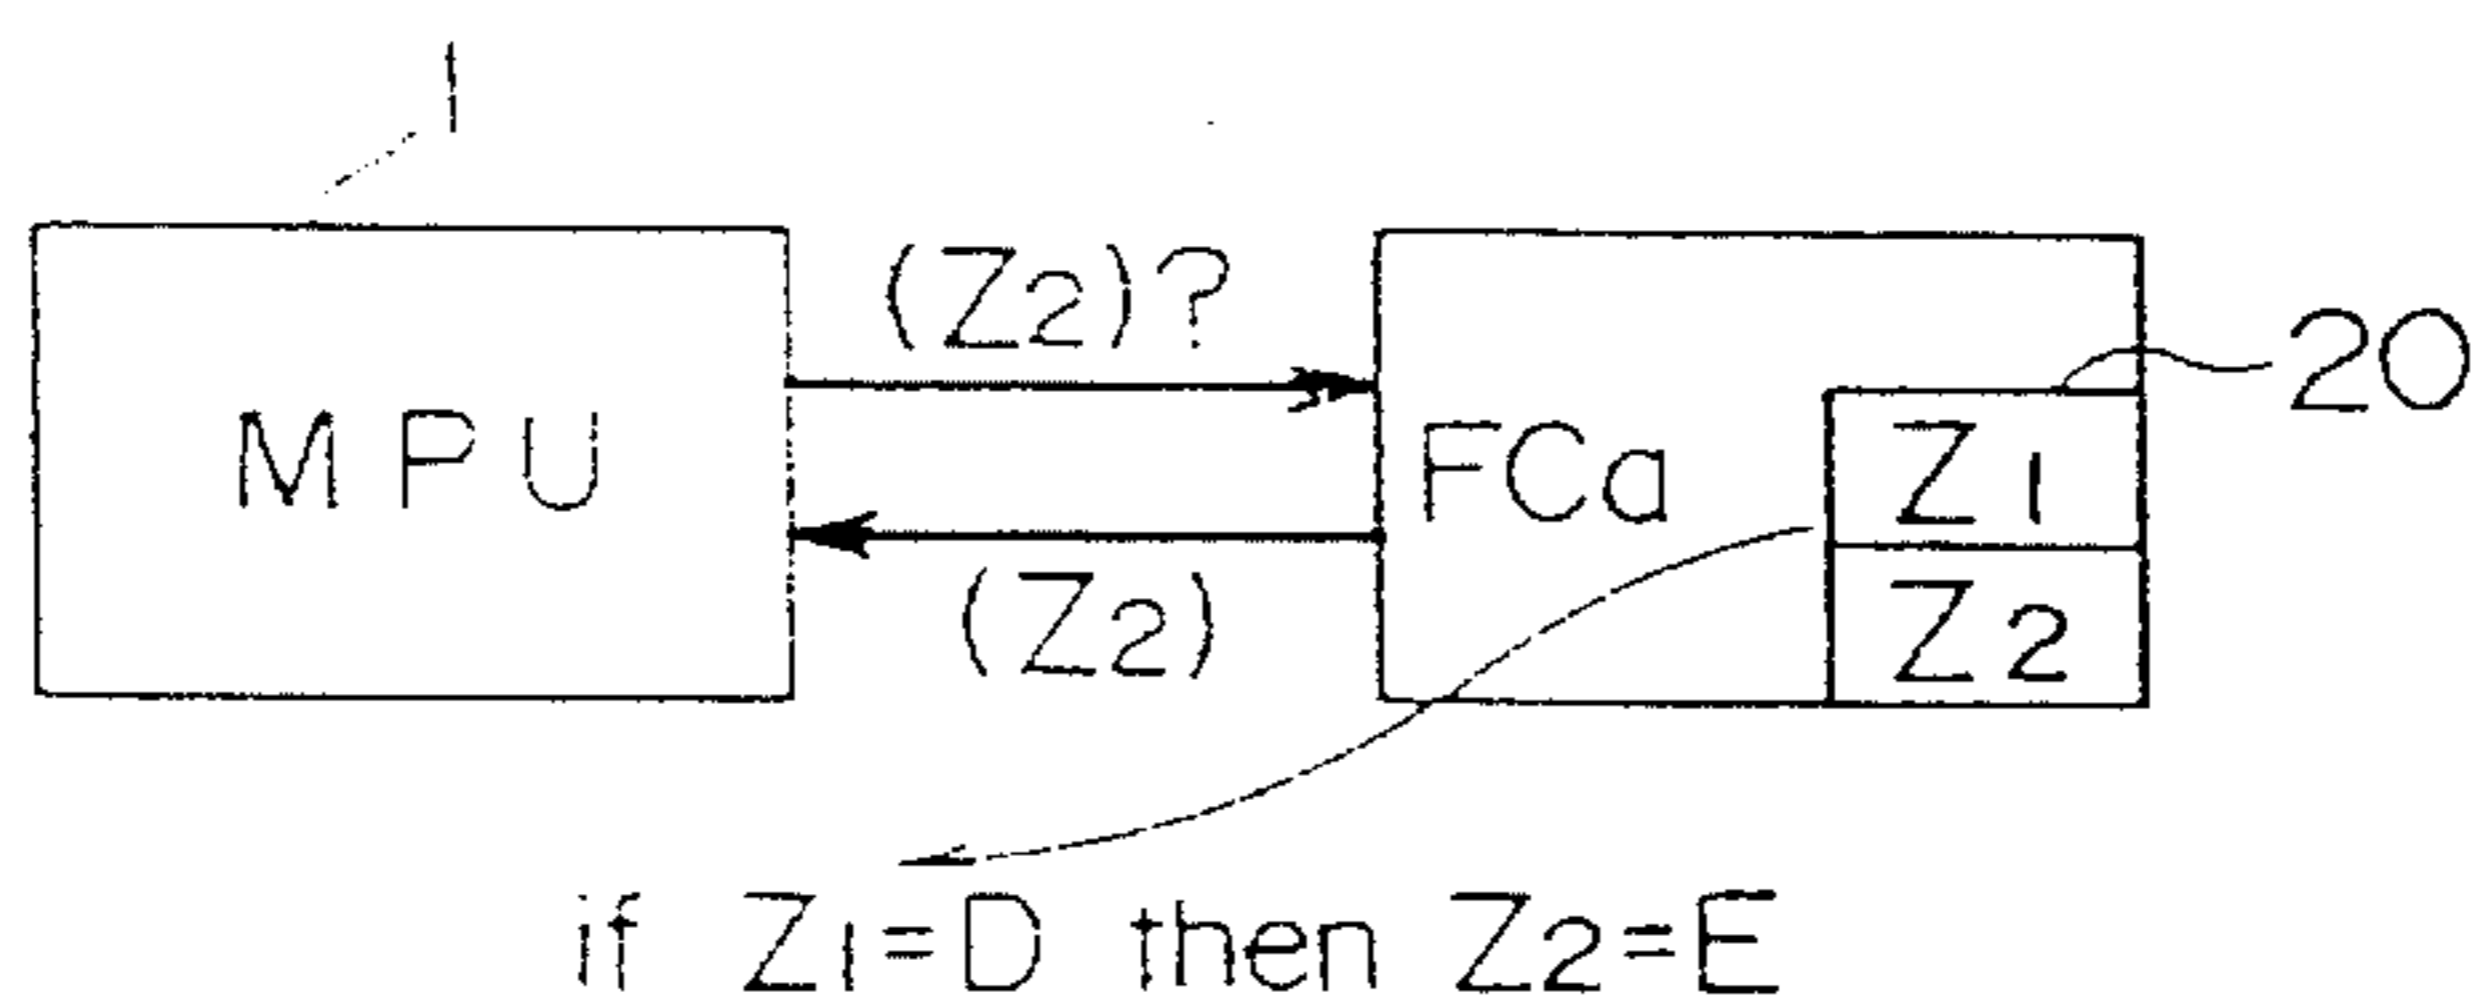 1
(Z2)?
20
MPU
FCa
Z1
(Z2)
Z2
if Z1=D then Z2=E